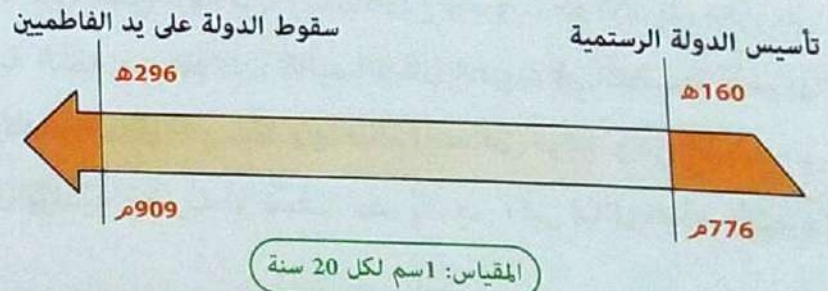 تأسيس الدولة الرستمية
سقوط الدولة على يد الفاطميين
160هـ
296هـ
776م
909م
المقياس: 1سم لكل 20 سنة